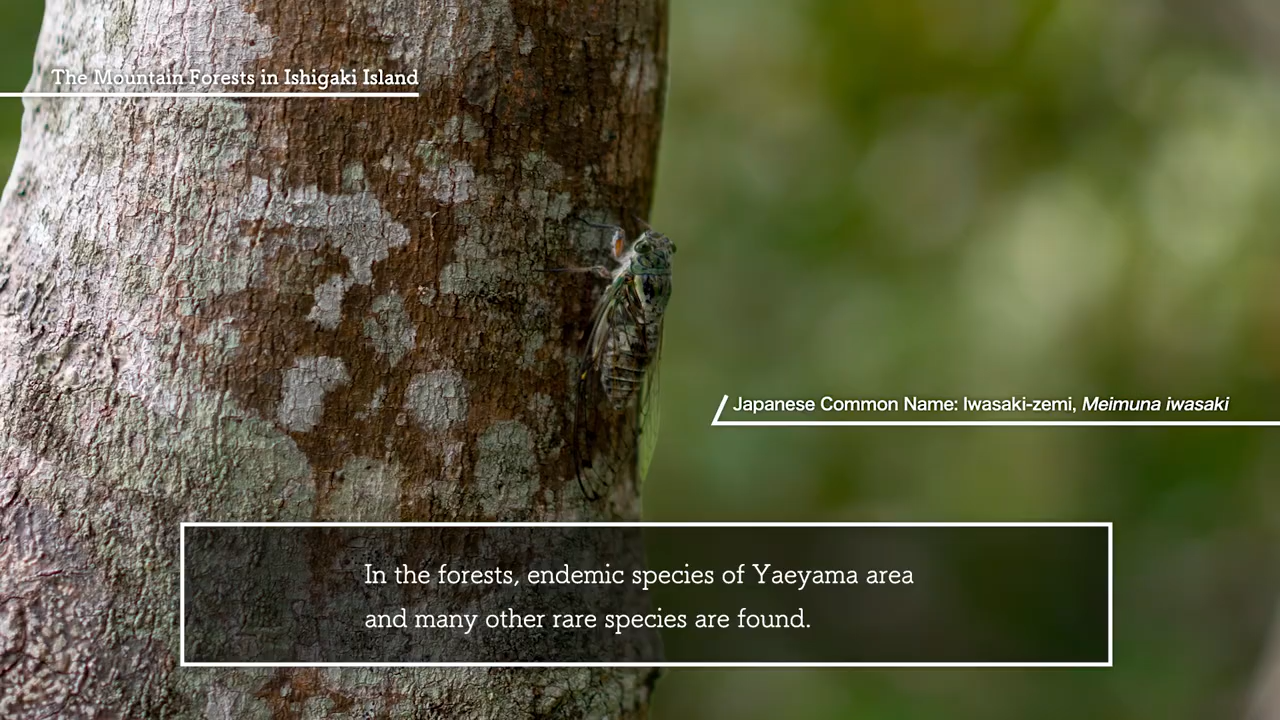 The Mountain Forests in Ishigaki Island
Japanese Common Name: Iwasaki-zemi, Meimuna iwasaki
In the forests, endemic species of Yaeyama area
and many other rare species are found.